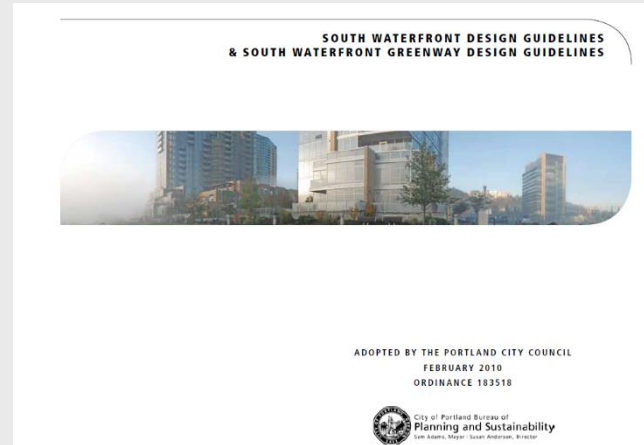 SOUTH WATERFRONT DESIGN GUIDELINES
& SOUTH WATERFRONT GREENWAY DESIGN GUIDELINES
ADOPTED BY THE PORTLAND CITY COUNCIL
FEBRUARY 2010
ORDINANCE 183518
City of Portland Bureau of
Planning and Sustainability
Sam Adams, Mayor | Susan Anderson, Director